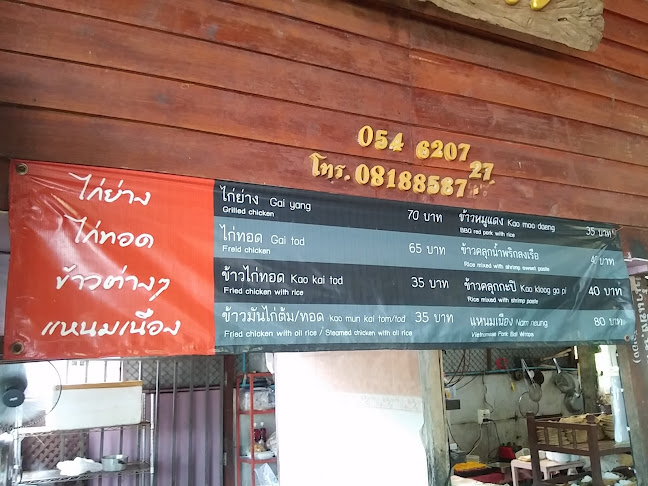 054 6207
27
โทร. 08188587
ไก่ย่าง
ไก่ทอด
ข้าวต่างๆ
แหนมเนือง
ไก่ย่าง Gai yang 70 บาท
Grilled chicken
ไก่ทอด Gai tod 65 บาท
Freid chicken
ข้าวไก่ทอด Kao kai tod 35 บาท
Fried chicken with rice
ข้าวมันไก่ต้ม/ทอด kao mun kai tom/tod 35 บาท
Fried chicken with oil rice / Steamed chicken with oil rice
ข้าวหมูแดง Kao moo daeng 35 บาท
BBQ red pork with rice
ข้าวคลุกน้ำพริกลงเรือ บาท
Rice mixed with shrimp sweet paste
ข้าวคลุกกะปิ Kao kloog ga pi 40 บาท
Rice mixed with shrimp paste
แหนมเนือง Nam neung 80 บาท
Vietnamese Pork Ball Wraps